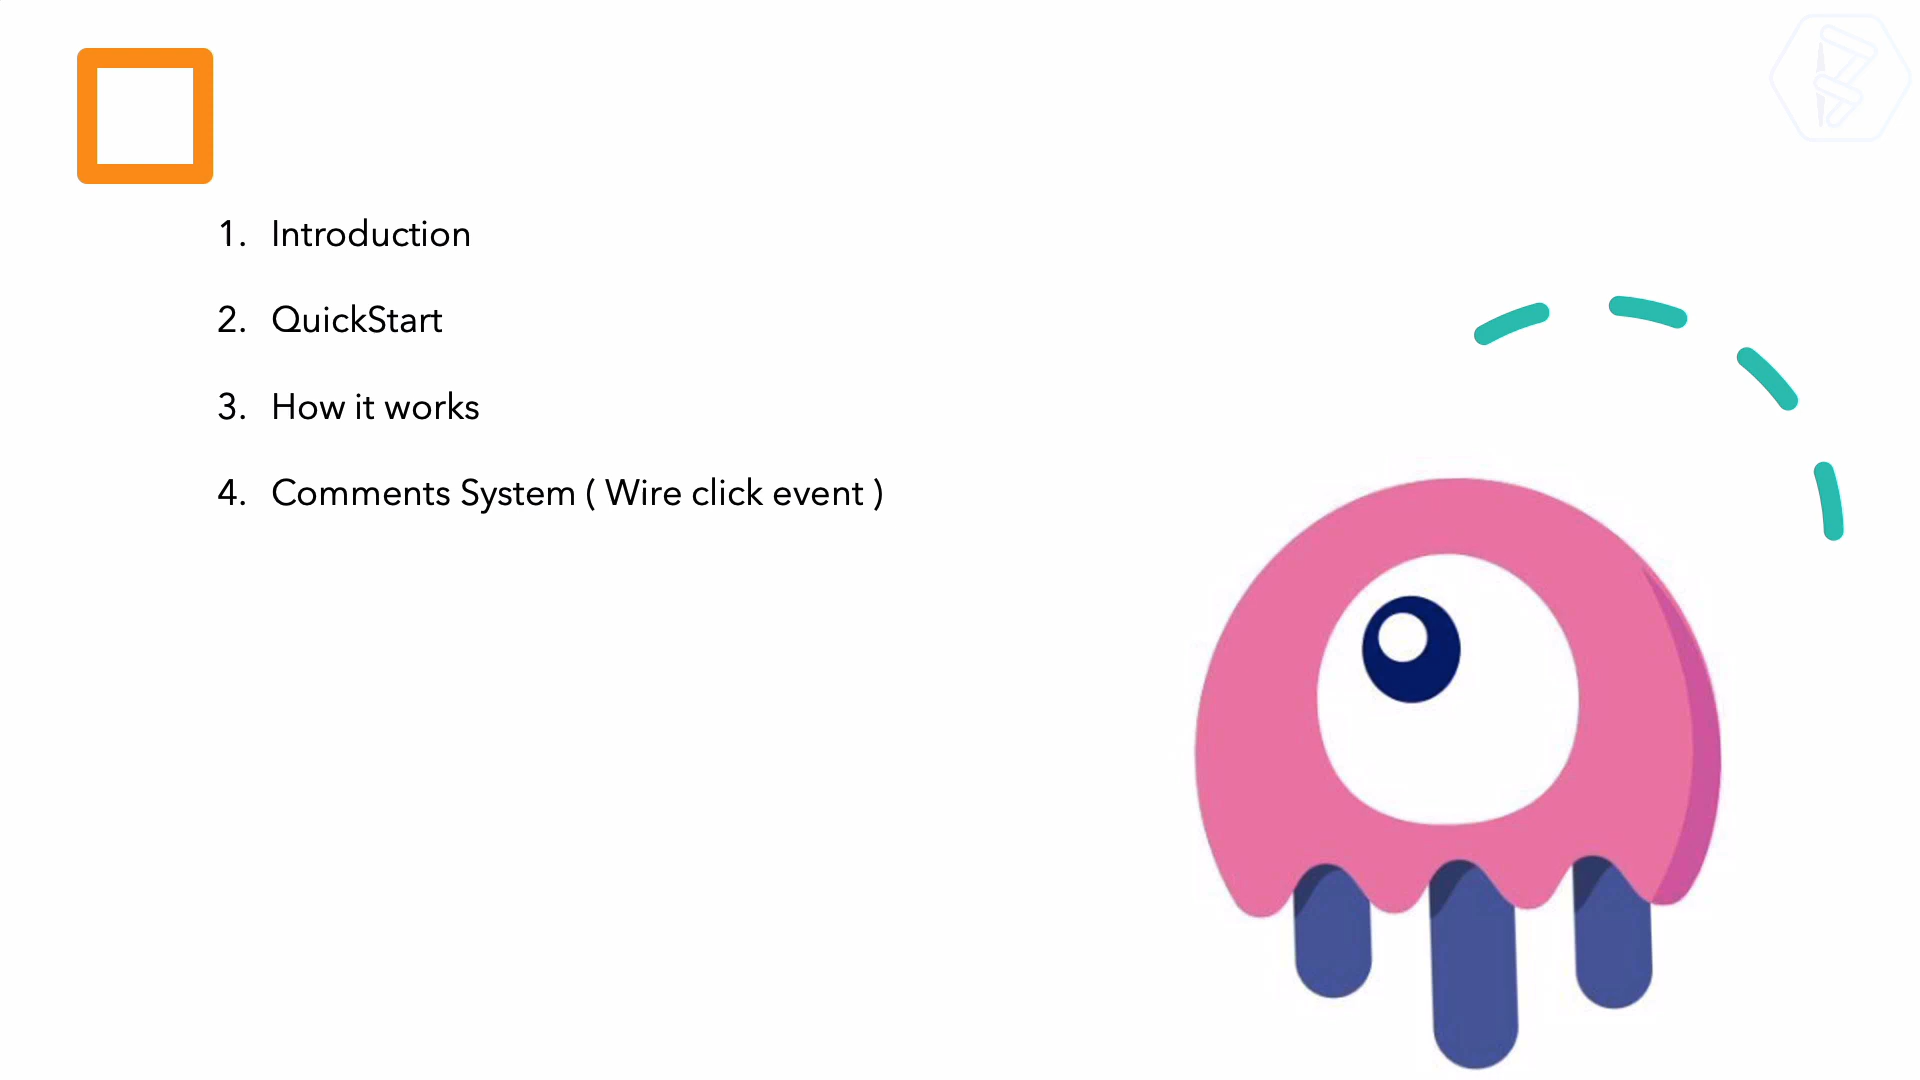 1. Introduction
2. QuickStart
3. How it works
4. Comments System ( Wire click event )